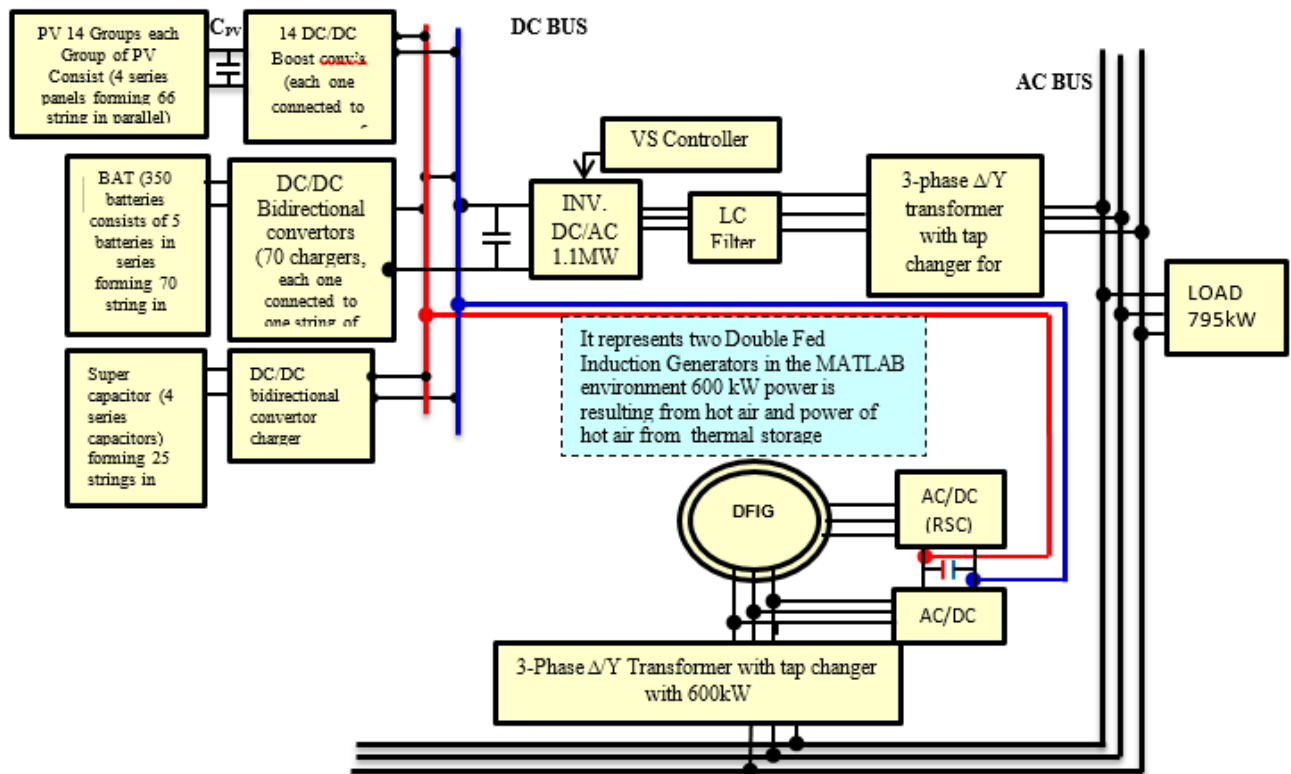 PV 14 Groups each
Group of PV
Consist (4 series
panels forming 66
string in parallel)
C_PV
14 DC/DC
Boost conv's
(each one
connected to
DC BUS
AC BUS
BAT (350
batteries
consists of 5
batteries in
series
forming 70
string in
DC/DC
Bidirectional
convertors
(70 chargers,
each one
connected to
one string of
Super
capacitor (4
series
capacitors)
forming 25
strings in
DC/DC
bidirectional
convertor
charger
VS Controller
INV.
DC/AC
1.1MW
LC
Filter
3-phase Δ/Y
transformer
with tap
changer for
LOAD
795kW
It represents two Double Fed
Induction Generators in the MATLAB
environment 600 kW power is
resulting from hot air and power of
hot air from thermal storage
DFIG
AC/DC
(RSC)
AC/DC
3-Phase Δ/Y Transformer with tap changer
with 600kW